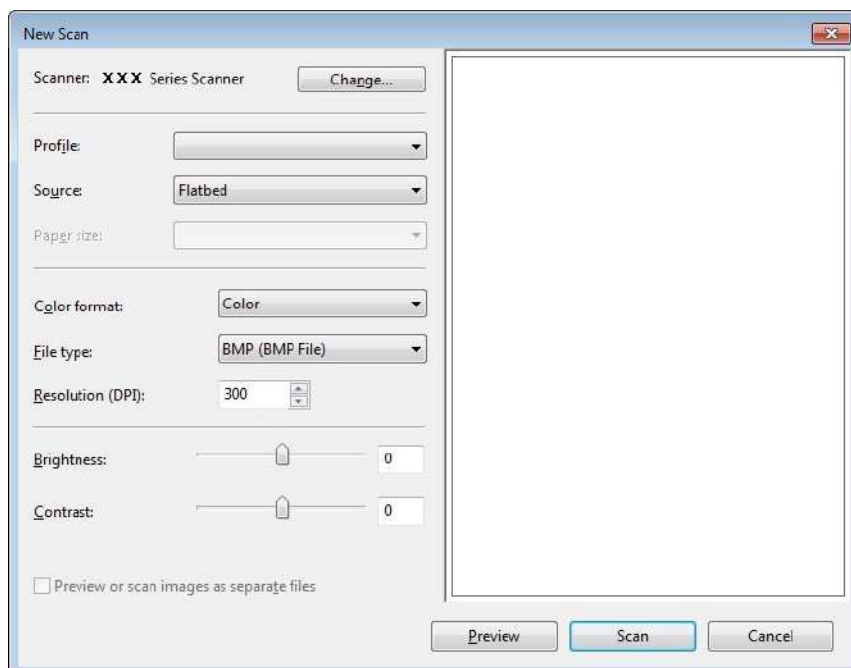 New Scan
Scanner: XXX Series Scanner Change...
Profile:
Source: Flatbed
Paper size:
Color format: Color
File type: BMP (BMP File)
Resolution (DPI): 300
Brightness: 0
Contrast: 0
Preview or scan images as separate files
Preview Scan Cancel